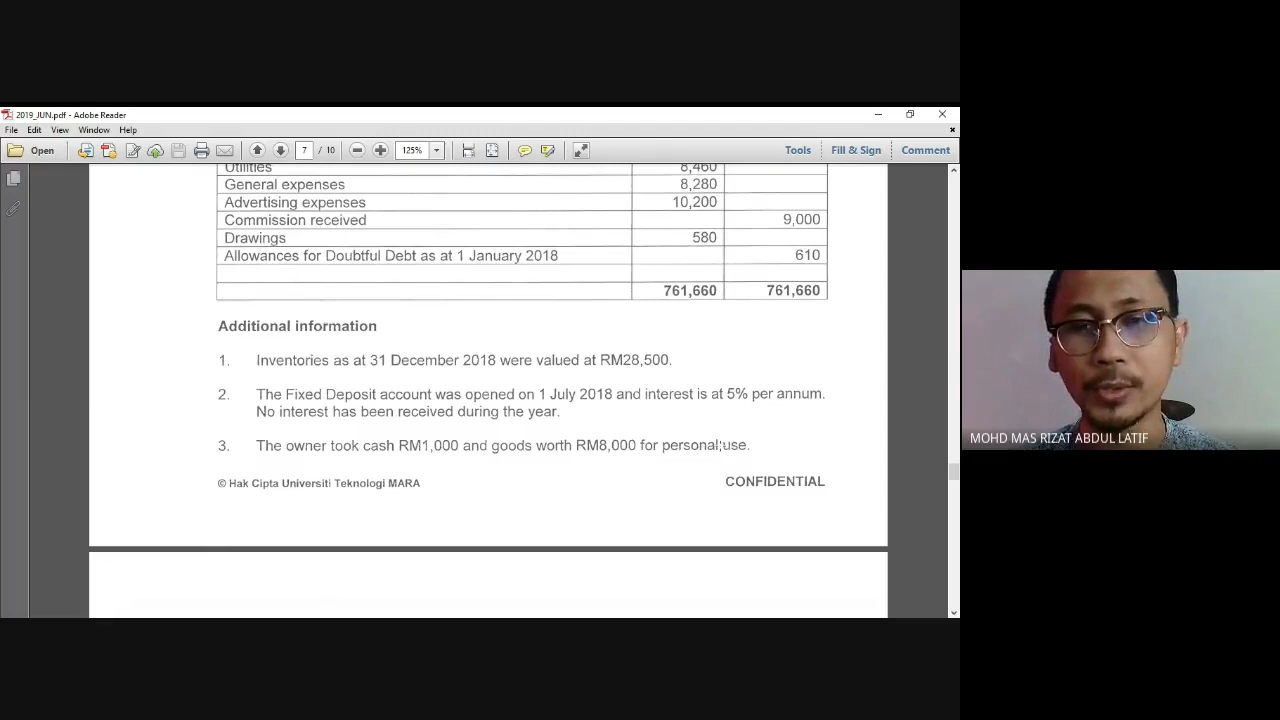 2019_JUN.pdf - Adobe Reader
File Edit View Window Help
Open 7 / 10 125% Tools Fill & Sign Comment
Utilities 8,460
General expenses 8,280
Advertising expenses 10,200
Commission received 9,000
Drawings 580
Allowances for Doubtful Debt as at 1 January 2018 610
761,660 761,660
Additional information
1. Inventories as at 31 December 2018 were valued at RM28,500.
2. The Fixed Deposit account was opened on 1 July 2018 and interest is at 5% per annum.
No interest has been received during the year.
3. The owner took cash RM1,000 and goods worth RM8,000 for personal use.
© Hak Cipta Universiti Teknologi MARA CONFIDENTIAL
MOHD MAS RIZAT ABDUL LATIF